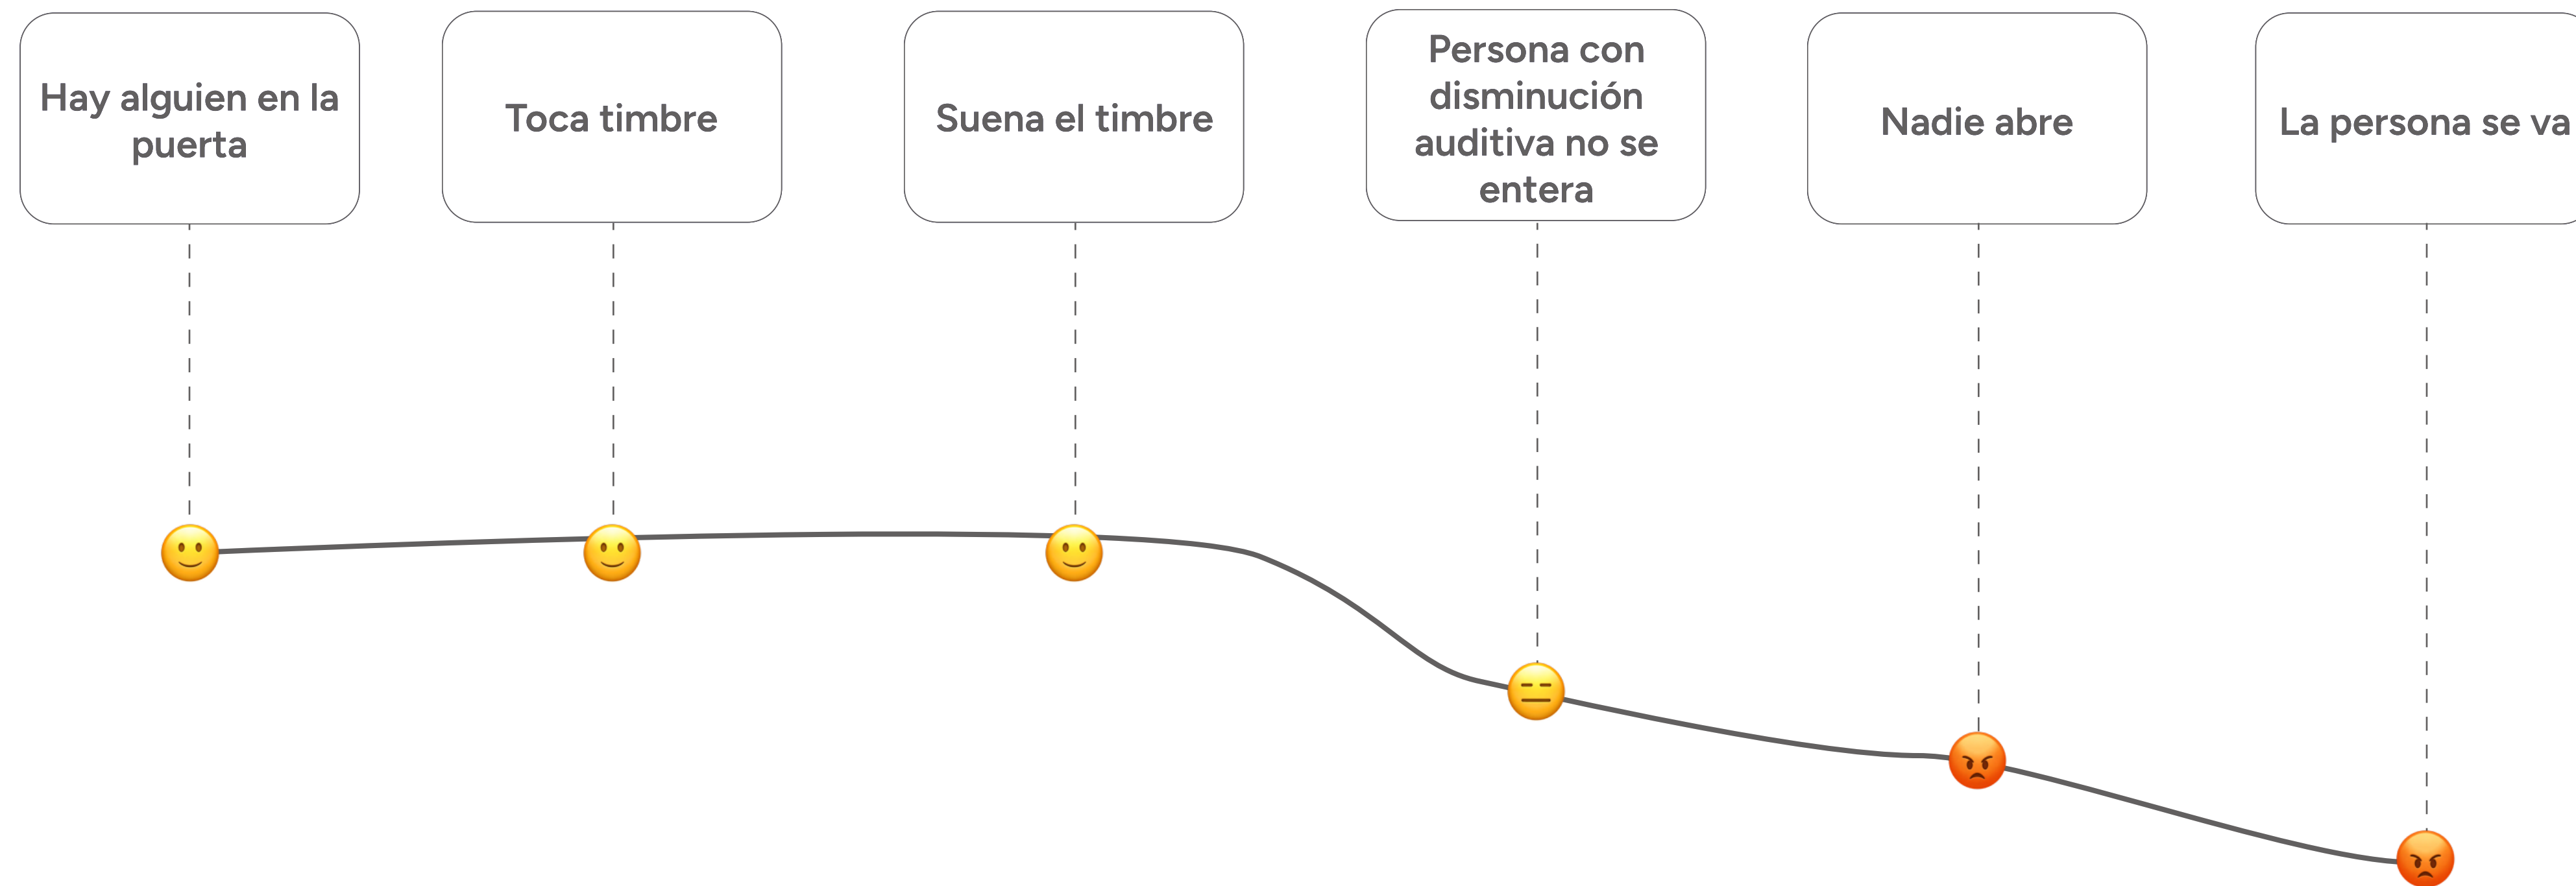 Hay alguien en la
puerta
Toca timbre
Suena el timbre
Persona con
disminución
auditiva no se
entera
Nadie abre
La persona se va